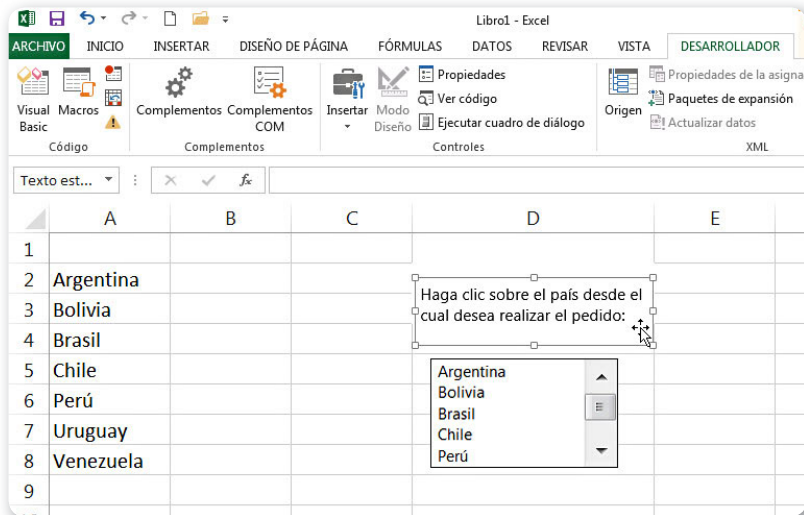 Libro1 - Excel
ARCHIVO INICIO INSERTAR DISEÑO DE PÁGINA FÓRMULAS DATOS REVISAR VISTA DESARROLLADOR
Visual Basic
Macros
Código
Complementos
Complementos COM
Complementos
Insertar
Modo Diseño
Propiedades
Ver código
Ejecutar cuadro de diálogo
Controles
Origen
Propiedades de la asigna
Paquetes de expansión
Actualizar datos
XML
Texto est... fx
A B C D E
1
2 Argentina
3 Bolivia
4 Brasil
5 Chile
6 Perú
7 Uruguay
8 Venezuela
9
Haga clic sobre el país desde el
cual desea realizar el pedido:
Argentina
Bolivia
Brasil
Chile
Perú